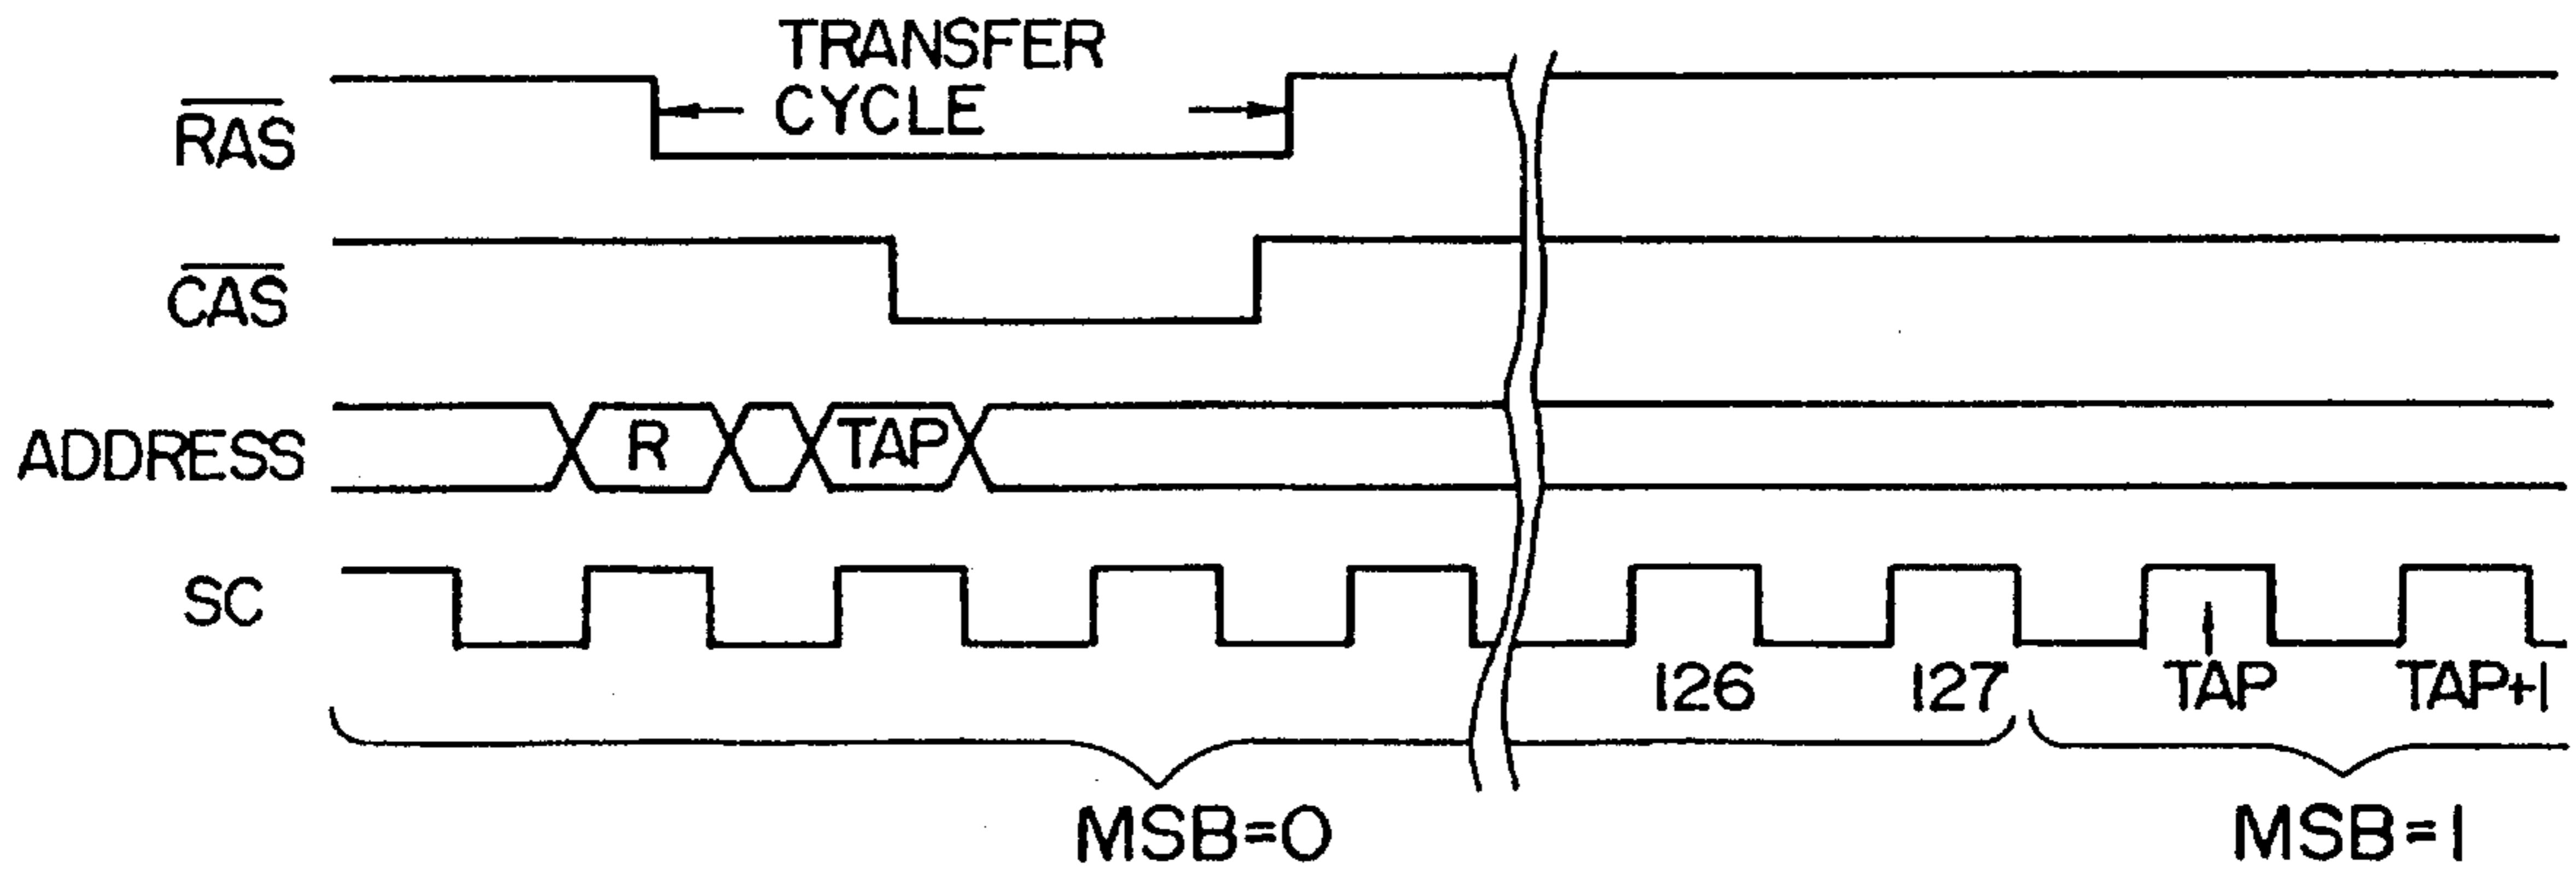 TRANSFER
CYCLE
RAS
CAS
ADDRESS
R
TAP
SC
126
127
TAP
TAP+1
MSB=0
MSB=1